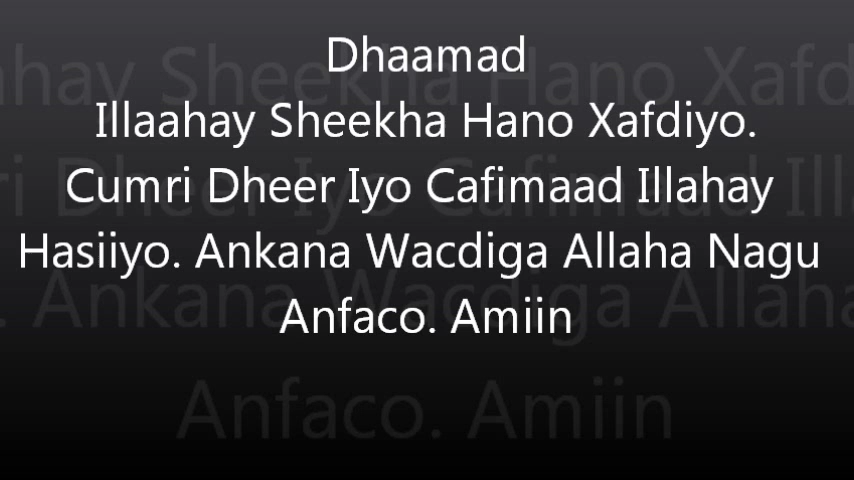 Dhaamad
Illaahay Sheekha Hano Xafdiyo.
Cumri Dheer Iyo Cafimaad Illahay
Hasiiyo. Ankana Wacdiga Allaha Nagu
Anfaco. Amiin